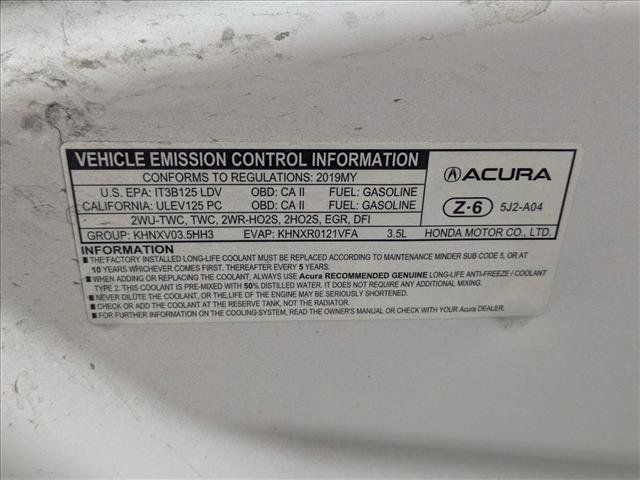 VEHICLE EMISSION CONTROL INFORMATION
CONFORMS TO REGULATIONS: 2019MY
U.S. EPA: IT3B125 LDV OBD: CA II FUEL: GASOLINE
CALIFORNIA: ULEV125 PC OBD: CA II FUEL: GASOLINE
2WU-TWC, TWC, 2WR-HO2S, 2HO2S, EGR, DFI
GROUP: KHNXV03.5HH3 EVAP: KHNXR0121VFA 3.5L
ACURA
Z-6 5J2-A04
HONDA MOTOR CO., LTD.
INFORMATION
■ THE FACTORY INSTALLED LONG-LIFE COOLANT MUST BE REPLACED ACCORDING TO MAINTENANCE MINDER SUB CODE 5, OR AT
10 YEARS WHICHEVER COMES FIRST. THEREAFTER EVERY 5 YEARS.
■ WHEN ADDING OR REPLACING THE COOLANT, ALWAYS USE Acura RECOMMENDED GENUINE LONG-LIFE ANTI-FREEZE / COOLANT
TYPE 2. THIS COOLANT IS PRE-MIXED WITH 50% DISTILLED WATER. IT DOES NOT REQUIRE ANY ADDITIONAL MIXING.
■ NEVER DILUTE THE COOLANT, OR THE LIFE OF THE ENGINE MAY BE SERIOUSLY SHORTENED.
■ CHECK OR ADD THE COOLANT AT THE RESERVE TANK, NOT THE RADIATOR.
■ FOR FURTHER INFORMATION ON THE COOLING SYSTEM, READ THE OWNER'S MANUAL OR CHECK WITH YOUR Acura DEALER.